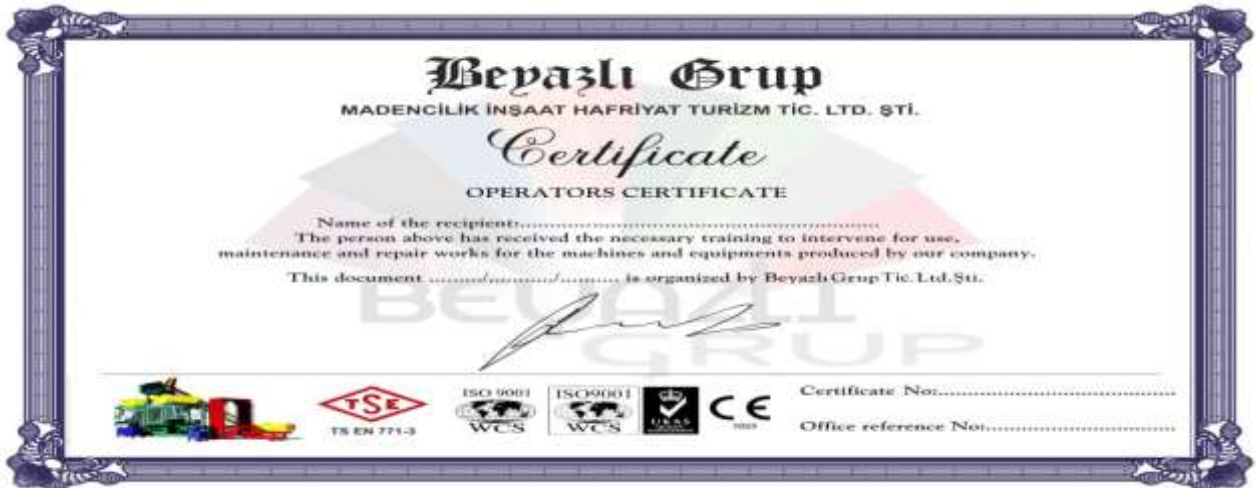 Beyazlı Grup
MADENCİLİK İNŞAAT HAFRİYAT TURİZM TİC. LTD. ŞTİ.
Certificate
OPERATORS CERTIFICATE
Name of the recipient:......................................................................
The person above has received the necessary training to intervene for use,
maintenance and repair works for the machines and equipments produced by our company.
This document ........../............/.......... is organized by Beyazlı Grup Tic. Ltd. Şti.
BEYAZLI
GRUP
TSE
TS EN 771-3
ISO 9001
WCS
ISO9001
WCS
UKAS
CE
Certificate No:...............................................
Office reference No:.....................................